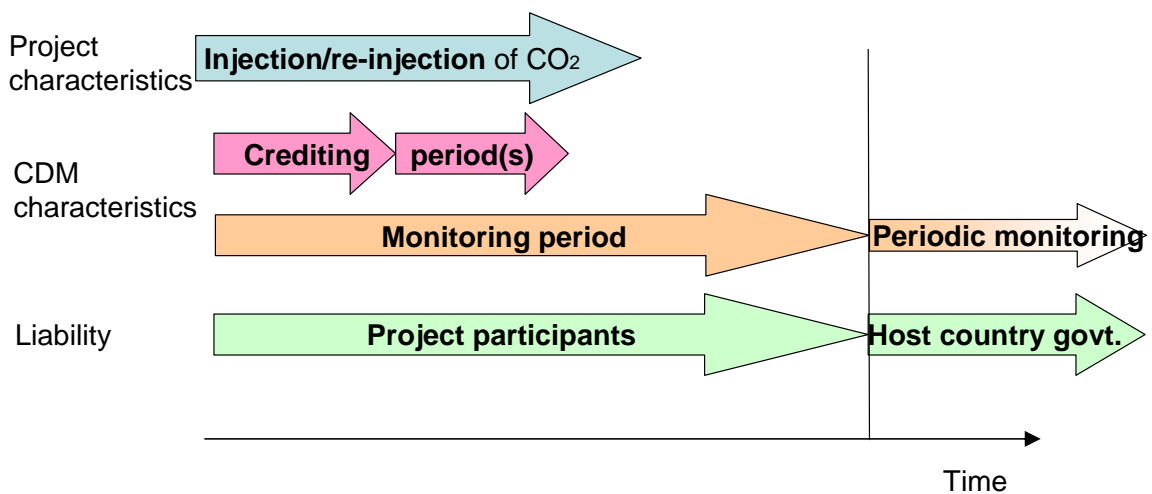 Project
characteristics
Injection/re-injection of CO2
Crediting
period(s)
CDM
characteristics
Monitoring period
Periodic monitoring
Liability
Project participants
Host country govt.
Time